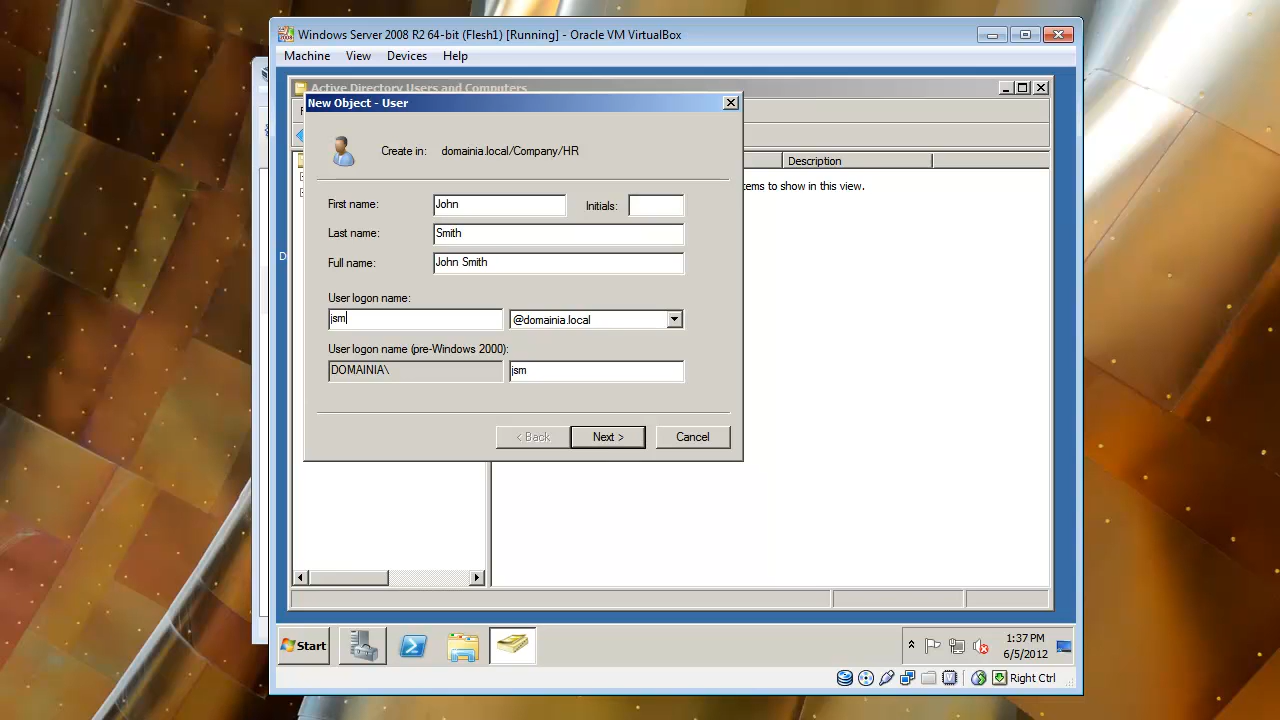 Windows Server 2008 R2 64-bit (Flesh1) [Running] - Oracle VM VirtualBox
Machine View Devices Help
Active Directory Users and Computers
New Object - User
Create in: domainia.local/Company/HR
Description
tems to show in this view.
First name: John Initials:
Last name: Smith
Full name: John Smith
User logon name:
jsm @domainia.local
User logon name (pre-Windows 2000):
DOMAINIA\ jsm
< Back Next > Cancel
Start
1:37 PM
6/5/2012
Right Ctrl